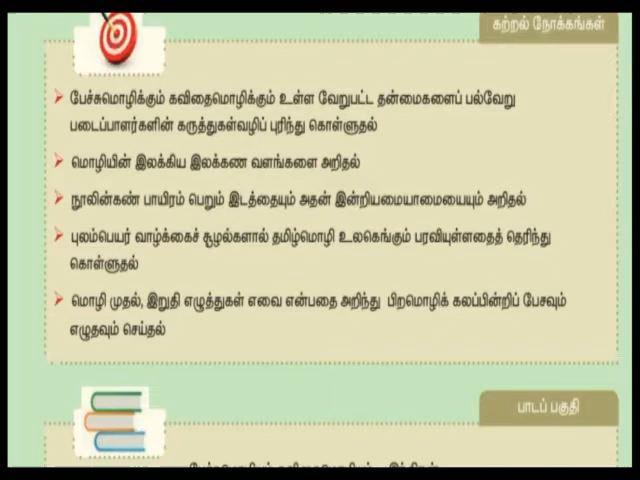 கற்றல் நோக்கங்கள்
பேச்சுமொழிக்கும் கவிதைமொழிக்கும் உள்ள வேறுபட்ட தன்மைகளைப் பல்வேறு
படைப்பாளர்களின் கருத்துகள்வழிப் புரிந்து கொள்ளுதல்
மொழியின் இலக்கிய இலக்கண வளங்களை அறிதல்
நூலின்கண் பாயிரம் பெறும் இடத்தையும் அதன் இன்றியமையாமையையும் அறிதல்
புலம்பெயர் வாழ்க்கைச் சூழல்களால் தமிழ்மொழி உலகெங்கும் பரவியுள்ளதைத் தெரிந்து
கொள்ளுதல்
மொழி முதல், இறுதி எழுத்துகள் எவை என்பதை அறிந்து பிறமொழிக் கலப்பின்றிப் பேசவும்
எழுதவும் செய்தல்
பாடப் பகுதி